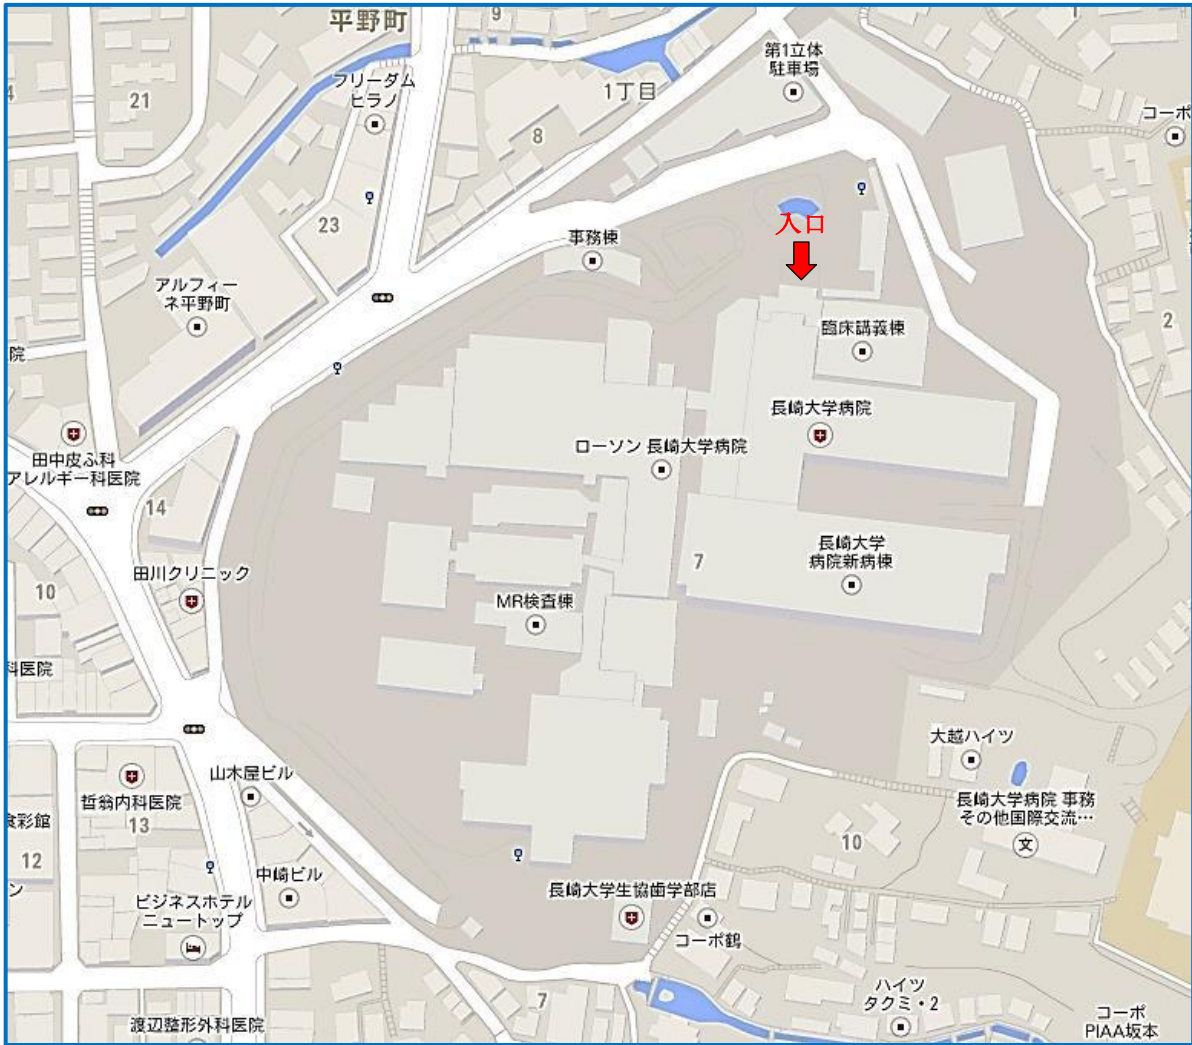 平野町
9
第1立体
駐車場
フリーダム
ヒラノ
4
21
1丁目
コーポ
8
23
入口
事務棟
アルフィー
ネ平野町
2
臨床講義棟
院
長崎大学病院
田中皮ふ科
アレルギー科医院
ローソン 長崎大学病院
14
長崎大学
病院新病棟
7
田川クリニック
10
MR検査棟
科医院
大越ハイツ
山木屋ビル
哲翁内科医院
長崎大学病院 事務
その他国際交流…
食彩館
13
10
文
12
ン
中崎ビル
長崎大学生協歯学部店
ビジネスホテル
ニュートップ
コーポ鶴
7
ハイツ
タクミ・2
渡辺整形外科医院
コーポ
PIAA坂本